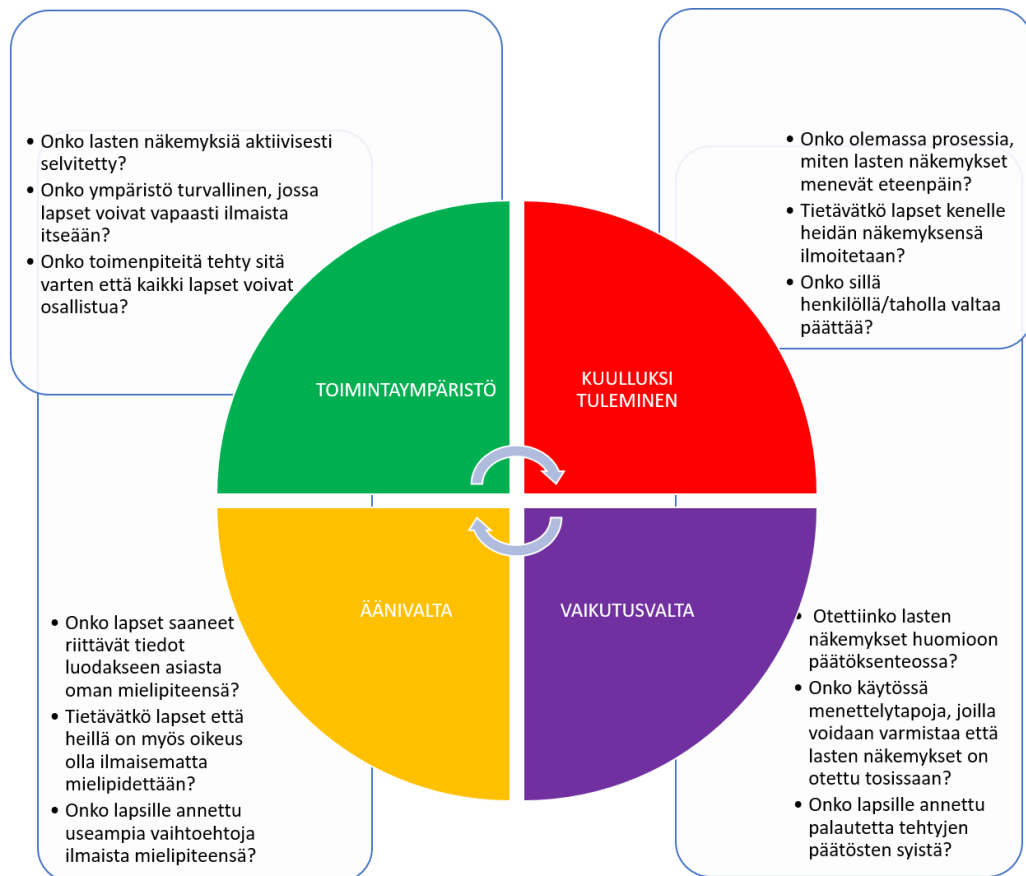 • Onko lasten näkemyksiä aktiivisesti
selvitetty?
• Onko ympäristö turvallinen, jossa
lapset voivat vapaasti ilmaista
itseään?
• Onko toimenpiteitä tehty sitä
varten että kaikki lapset voivat
osallistua?
• Onko olemassa prosessia,
miten lasten näkemykset
menevät eteenpäin?
• Tietävätkö lapset kenelle
heidän näkemyksensä
ilmoitetaan?
• Onko sillä
henkilöllä/taholla valtaa
päättää?
TOIMINTAYMPÄRISTÖ
KUULLUKSI
TULEMINEN
ÄÄNIVALTA
VAIKUTUSVALTA
• Onko lapset saaneet
riittävät tiedot
luodakseen asiasta
oman mielipiteensä?
• Tietävätkö lapset että
heillä on myös oikeus
olla ilmaisematta
mielipidettään?
• Onko lapsille annettu
useampia vaihtoehtoja
ilmaista mielipiteensä?
• Otettiinko lasten
näkemykset huomioon
päätöksenteossa?
• Onko käytössä
menettelytapoja, joilla
voidaan varmistaa että
lasten näkemykset on
otettu tosissaan?
• Onko lapsille annettu
palautetta tehtyjen
päätösten syistä?